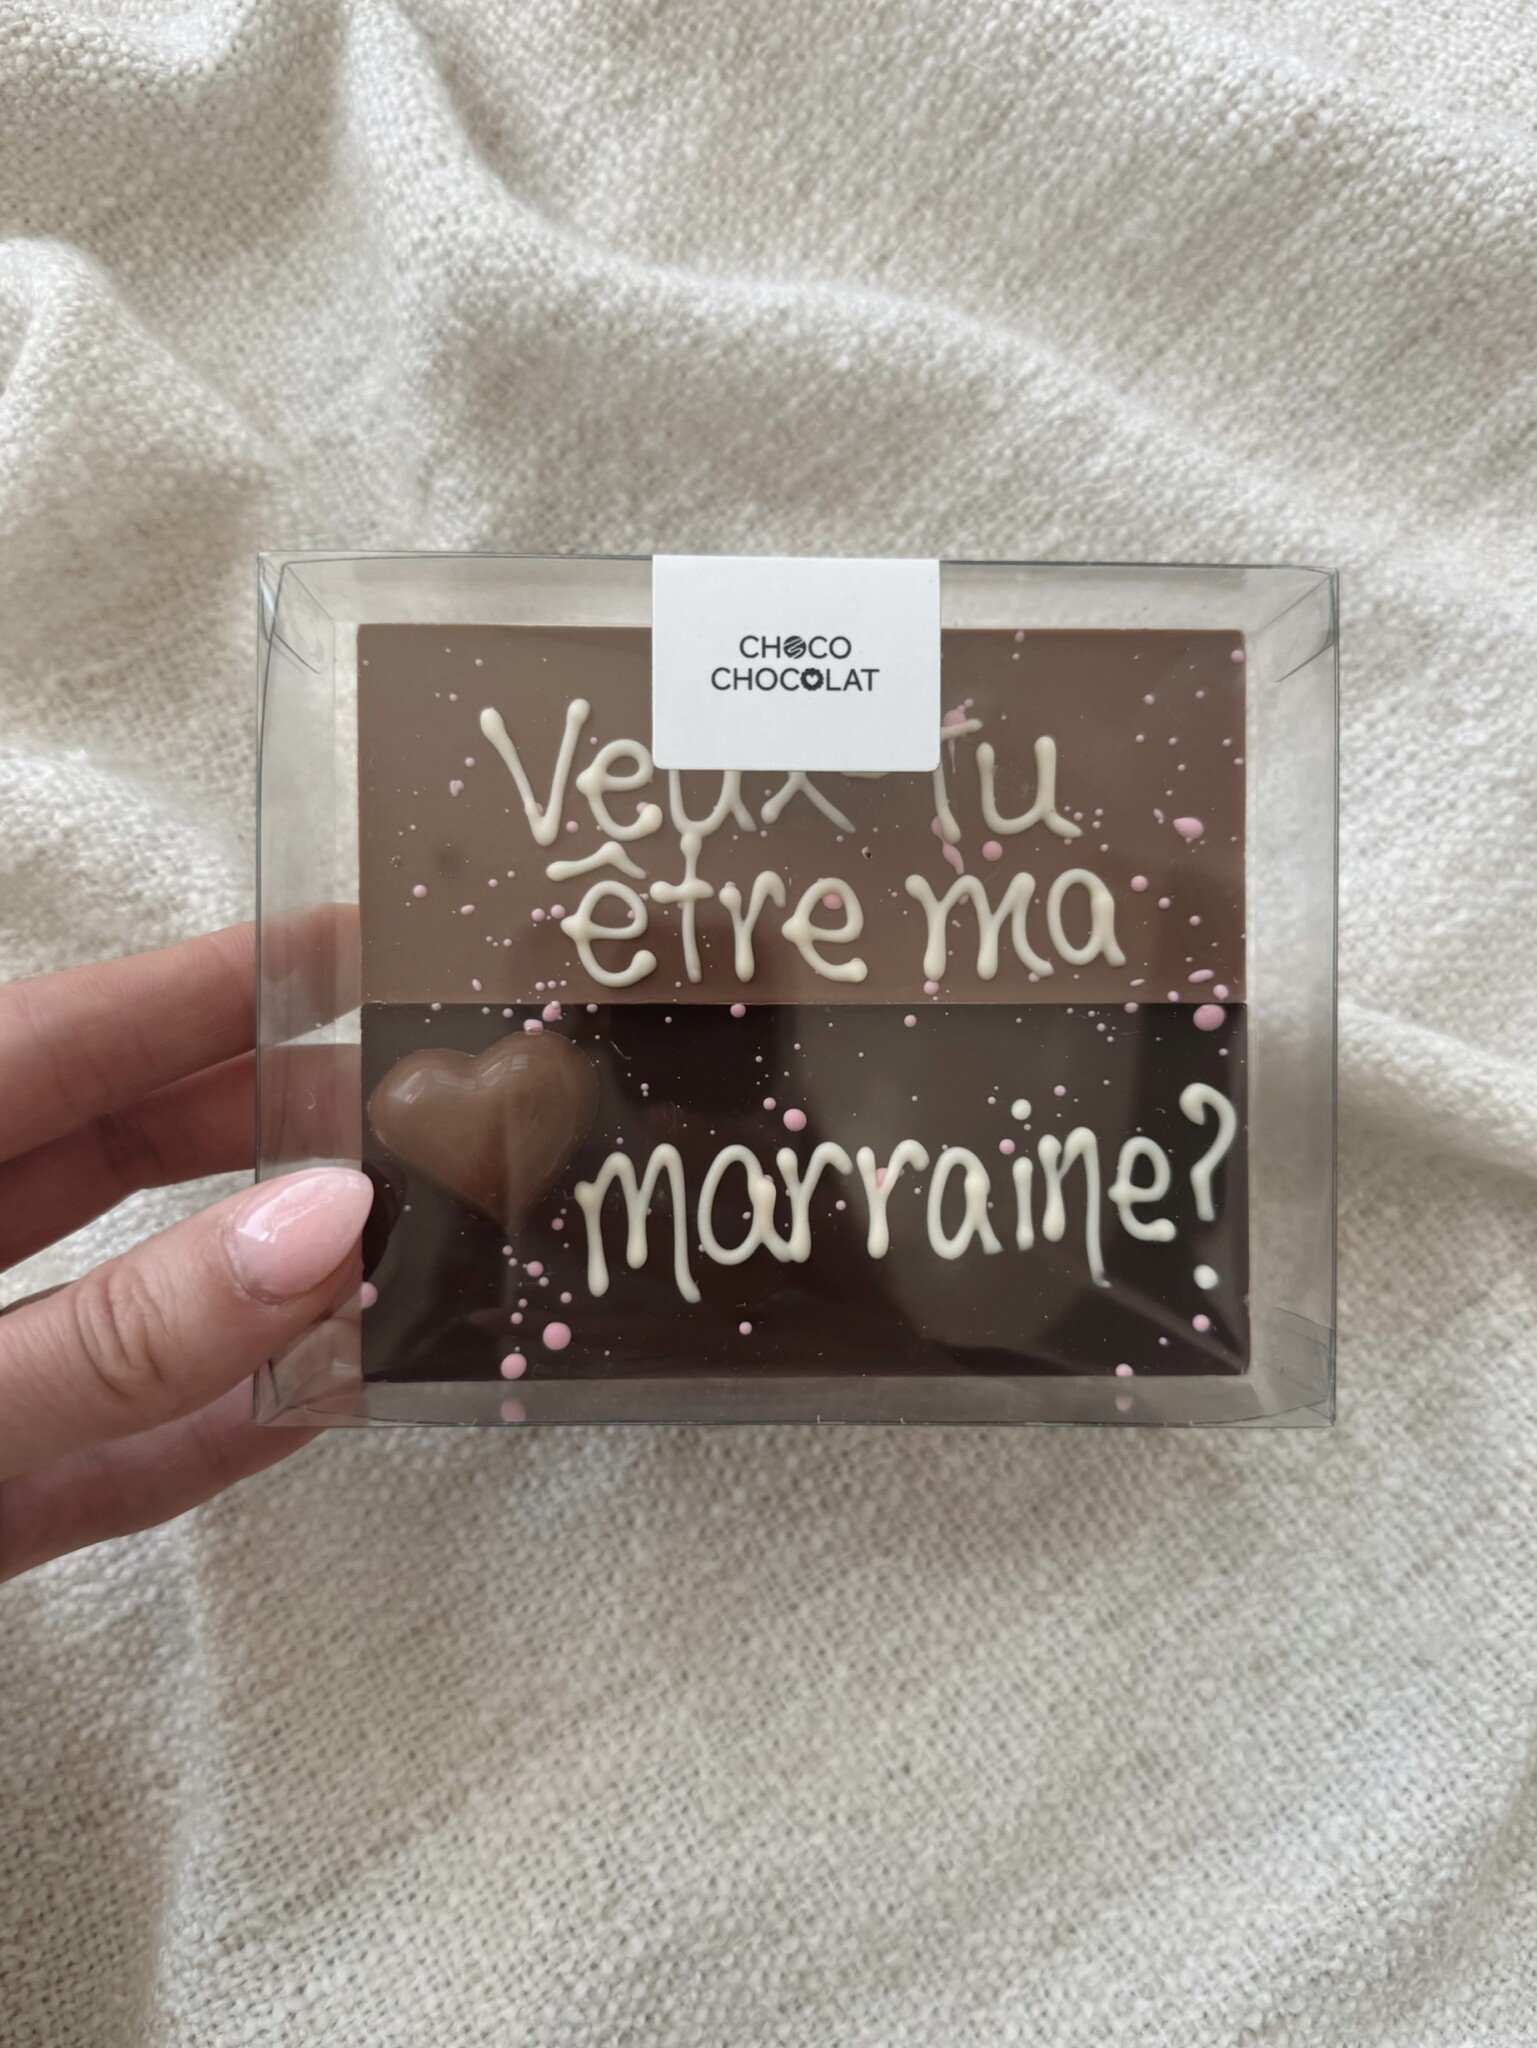 CHOCO
CHOCOLAT
Veux-Tu
être ma
marraine?